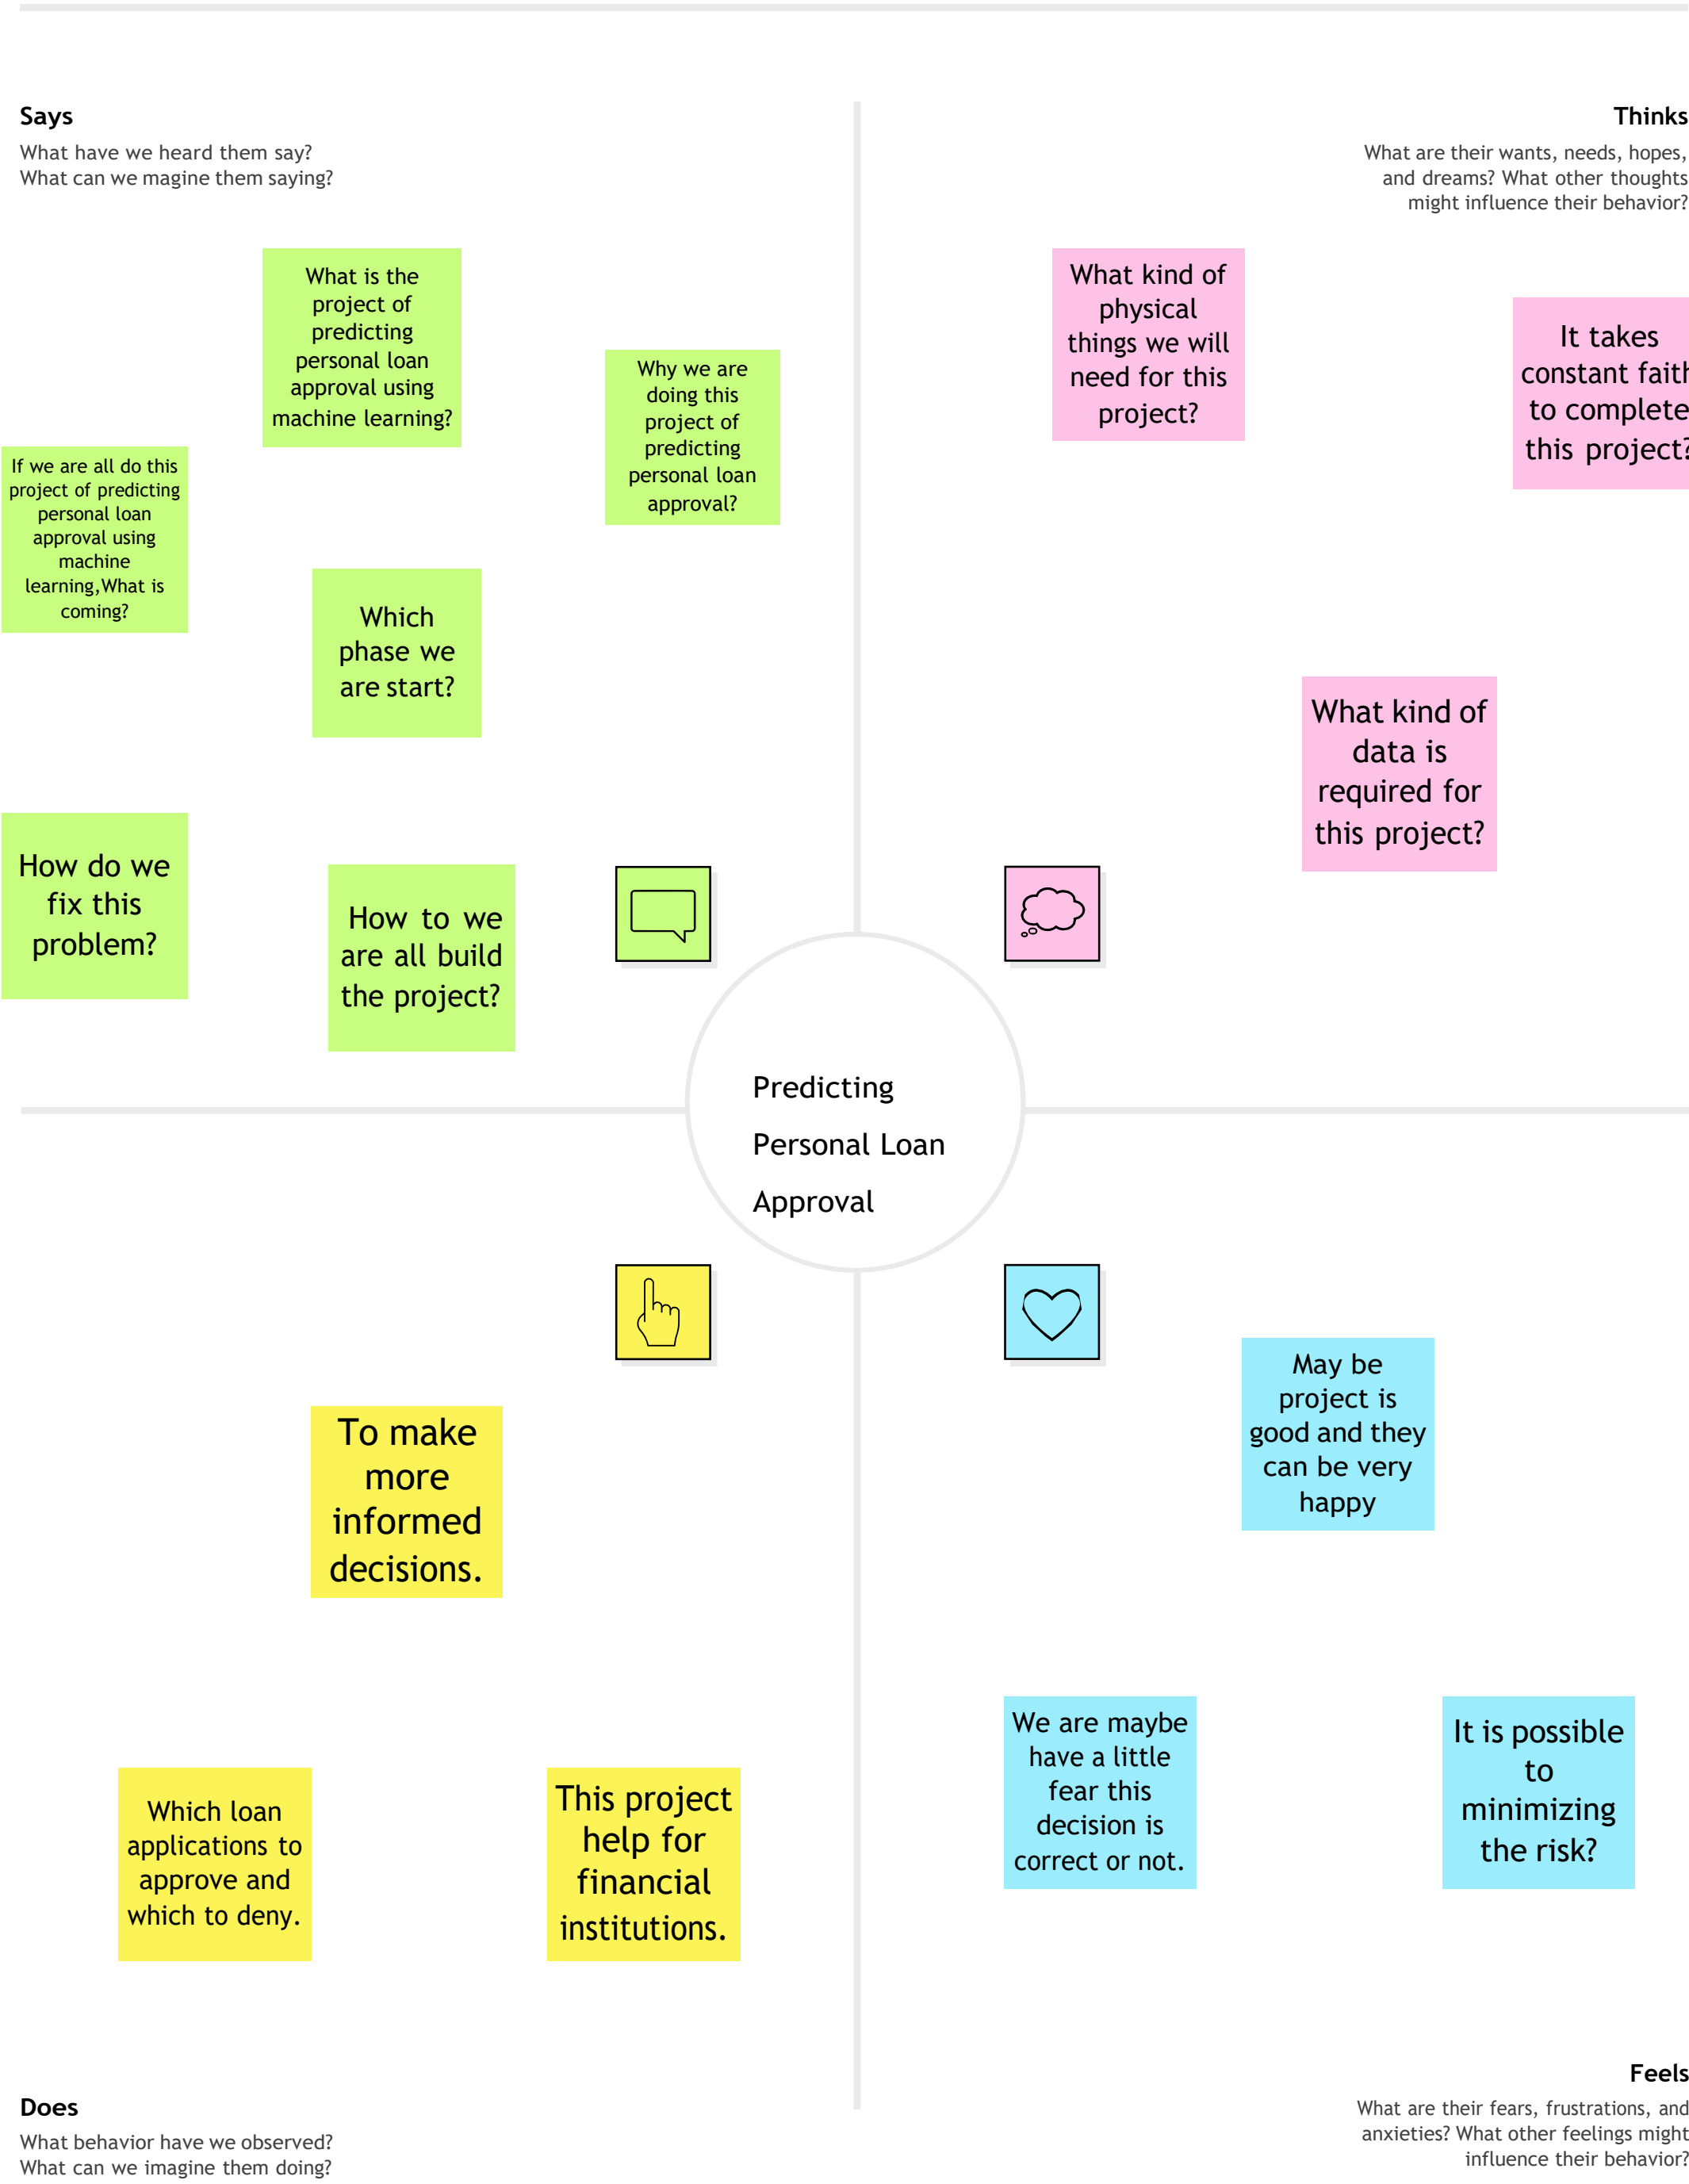 Says
What have we heard them say?
What can we magine them saying?
What is the
project of
predicting
personal loan
approval using
machine learning?
Why we are
doing this
project of
predicting
personal loan
approval?
If we are all do this
project of predicting
personal loan
approval using
machine
learning,What is
coming?
Which
phase we
are start?
How do we
fix this
problem?
How to we
are all build
the project?
Thinks
What are their wants, needs, hopes,
and dreams? What other thoughts
might influence their behavior?
What kind of
physical
things we will
need for this
project?
It takes
constant faith
to complete
this project?
What kind of
data is
required for
this project?
Predicting
Personal Loan
Approval
To make
more
informed
decisions.
Which loan
applications to
approve and
which to deny.
This project
help for
financial
institutions.
Does
What behavior have we observed?
What can we imagine them doing?
May be
project is
good and they
can be very
happy
We are maybe
have a little
fear this
decision is
correct or not.
It is possible
to
minimizing
the risk?
Feels
What are their fears, frustrations, and
anxieties? What other feelings might
influence their behavior?